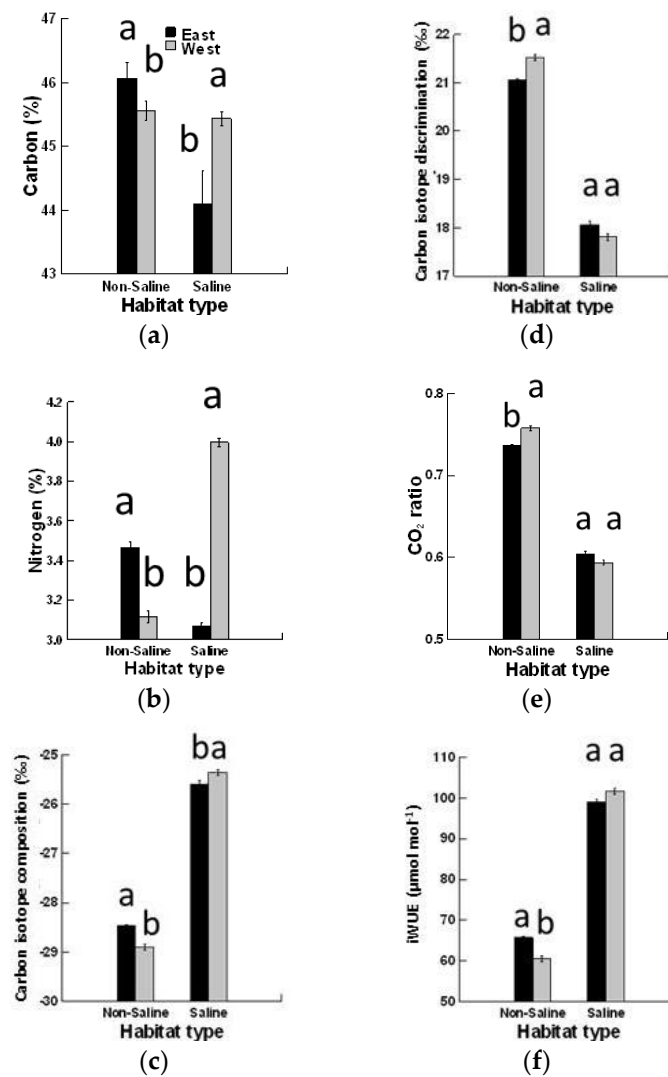 a
b
East
West
a
b
46
45
44
43
Carbon (%)
Non-Saline
Saline
Habitat type
(a)
b
a
22
21
20
19
18
17
Carbon isotope discrimination (‰)
a a
Non-Saline
Saline
Habitat type
(d)
4.2
4.0
3.8
3.6
3.4
3.2
3.0
Nitrogen (%)
a
b
b
a
Non-Saline
Saline
Habitat type
(b)
0.8
0.7
0.6
0.5
CO₂ ratio
b
a
a a
Non-Saline
Saline
Habitat type
(e)
-25
-26
-27
-28
-29
-30
Carbon isotope composition (‰)
a
b
ba
Non-Saline
Saline
Habitat type
(c)
110
100
90
80
70
60
50
iWUE (μmol mol⁻¹)
a b
a a
Non-Saline
Saline
Habitat type
(f)